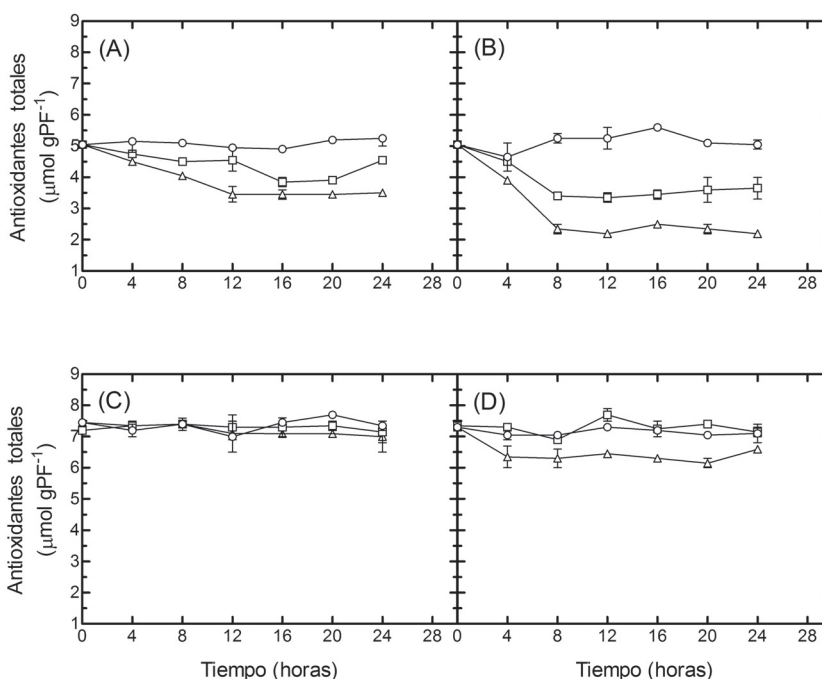 9
8
7
6
5
4
3
2
1
(A)
(B)
Antioxidantes totales
(μmol gPF⁻¹)
0 4 8 12 16 20 24 28
0 4 8 12 16 20 24 28
9
8
7
6
5
4
3
2
1
(C)
(D)
Antioxidantes totales
(μmol gPF⁻¹)
0 4 8 12 16 20 24 28
0 4 8 12 16 20 24 28
Tiempo (horas)
Tiempo (horas)